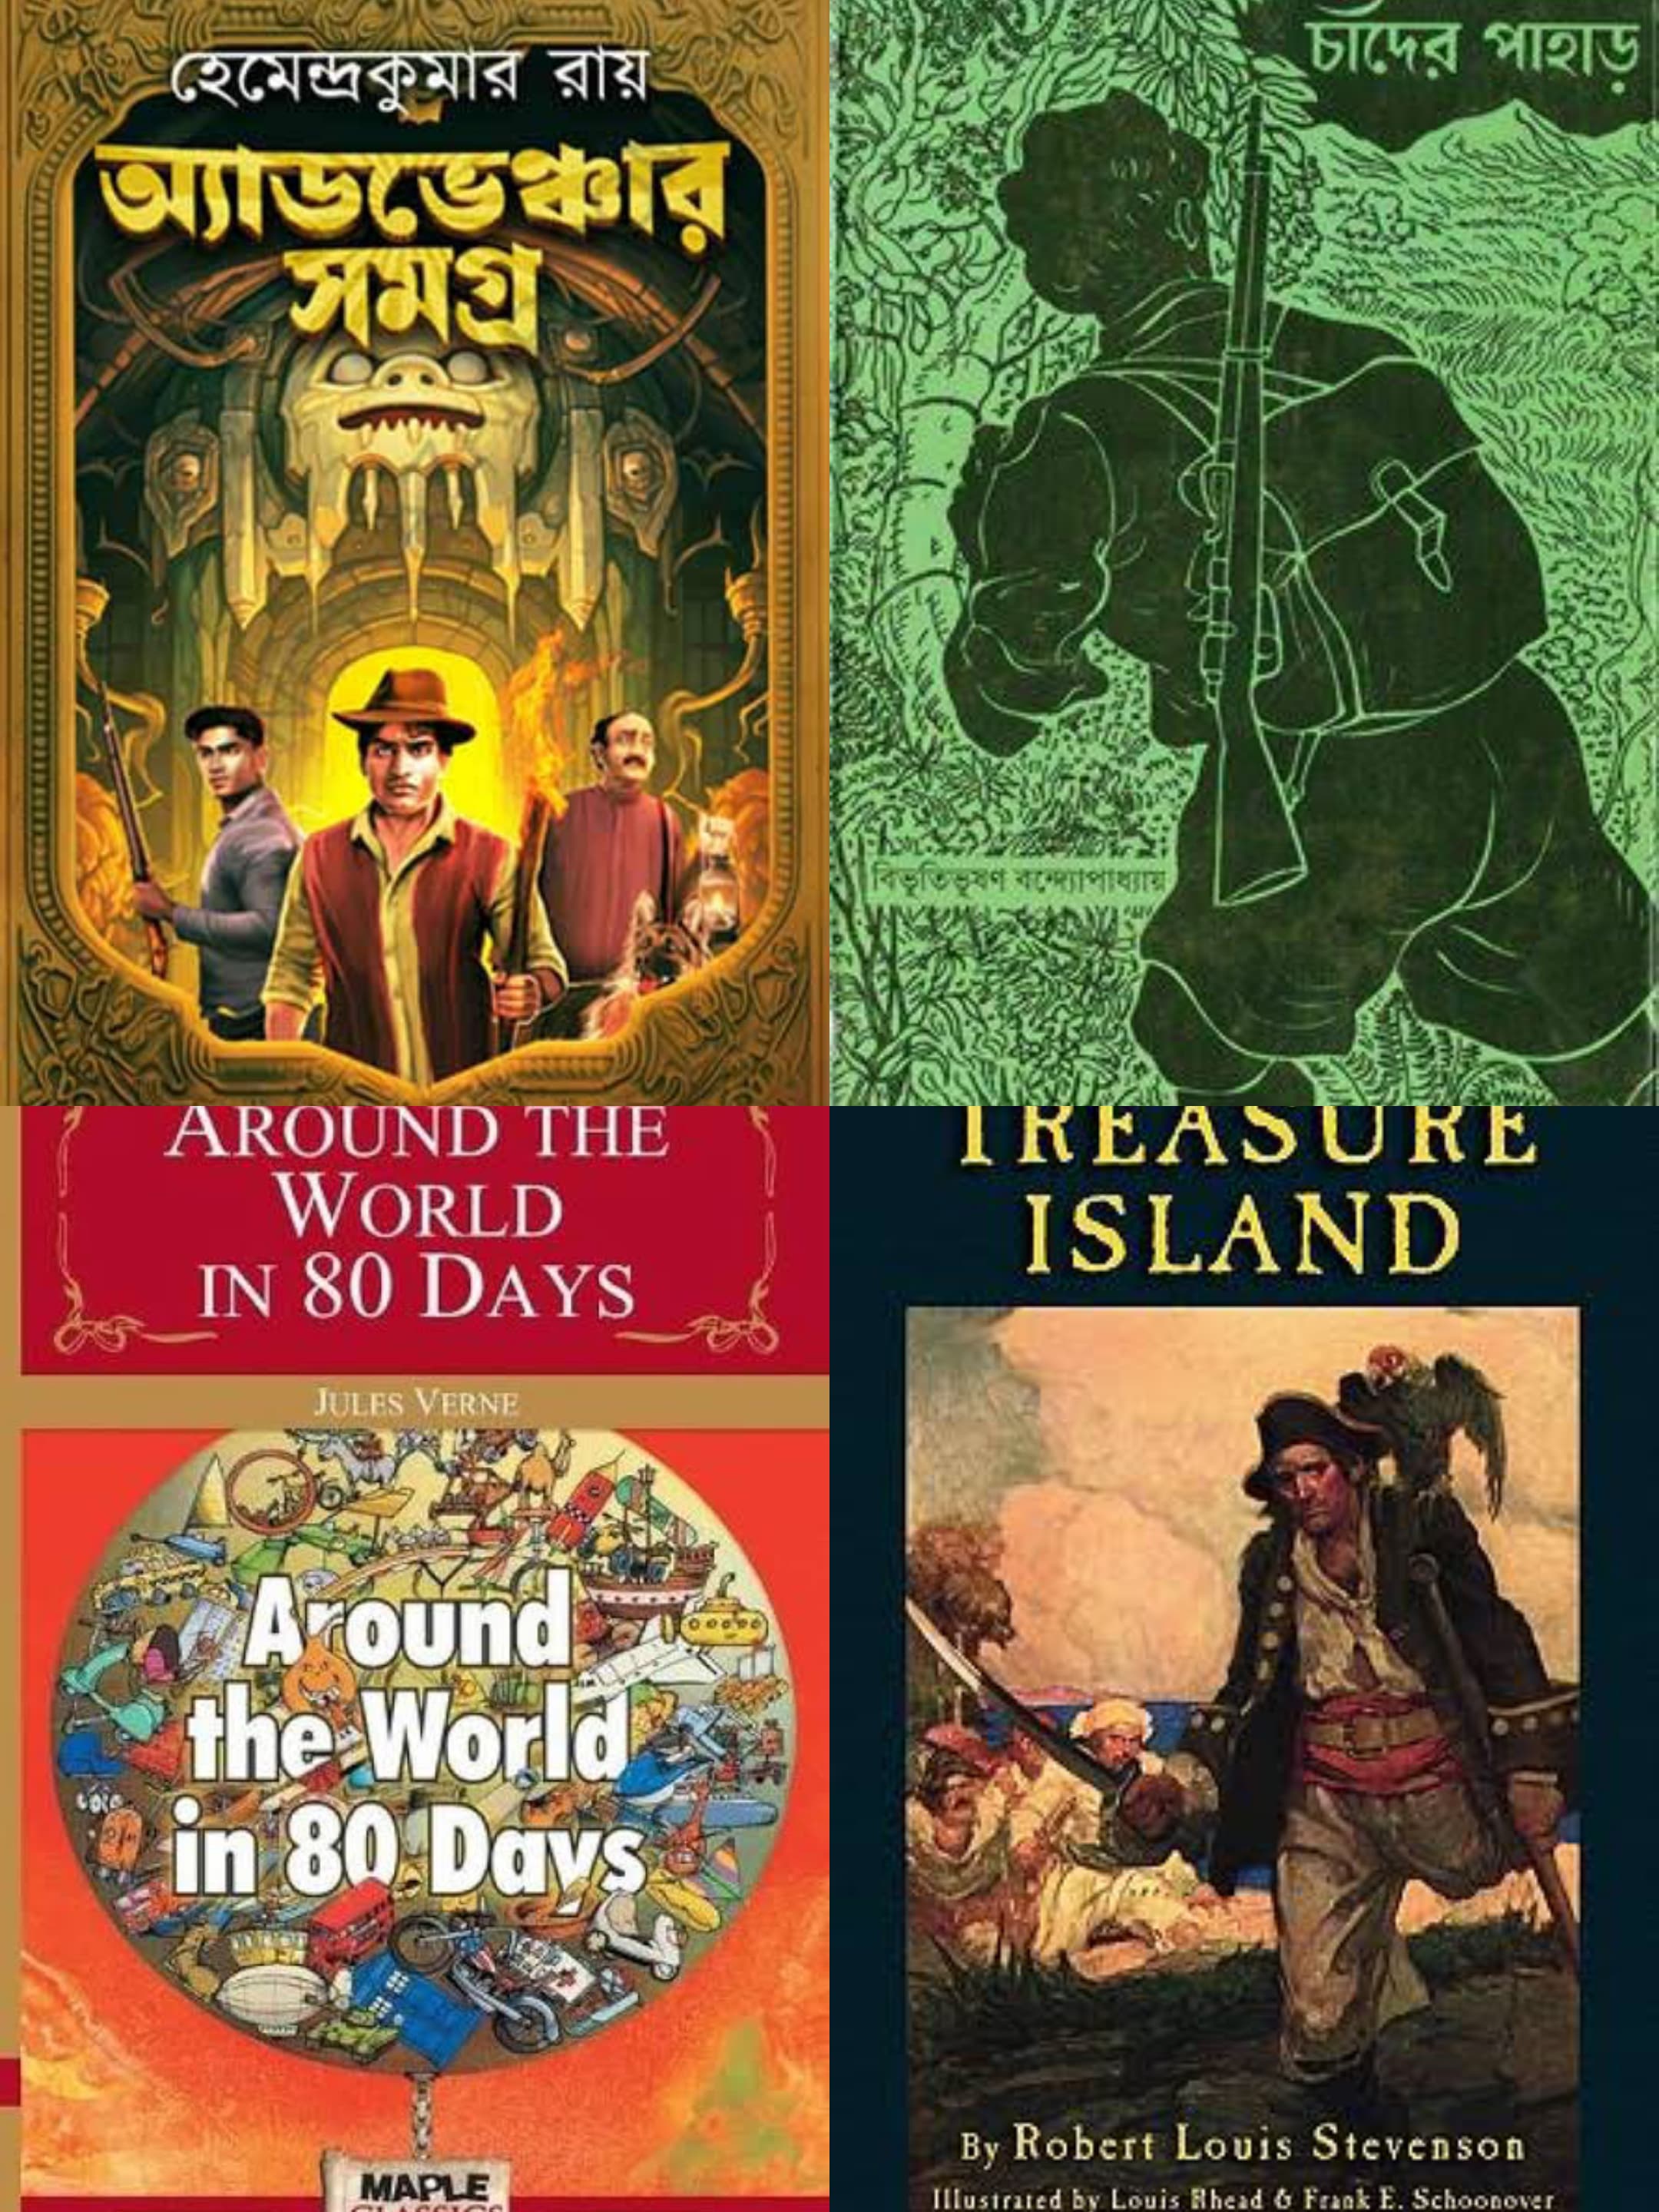 হেমেন্দ্রকুমার রায়
অ্যাডভেঞ্চার
সমগ্র
চাঁদের পাহাড়
বিভূতিভূষণ বন্দ্যোপাধ্যায়
AROUND THE
WORLD
IN 80 DAYS
JULES VERNE
Around
the World
in 80 Days
MAPLE
CLASSICS
TREASURE
ISLAND
By Robert Louis Stevenson
Illustrated by Louis Rhead & Frank E. Schoonover